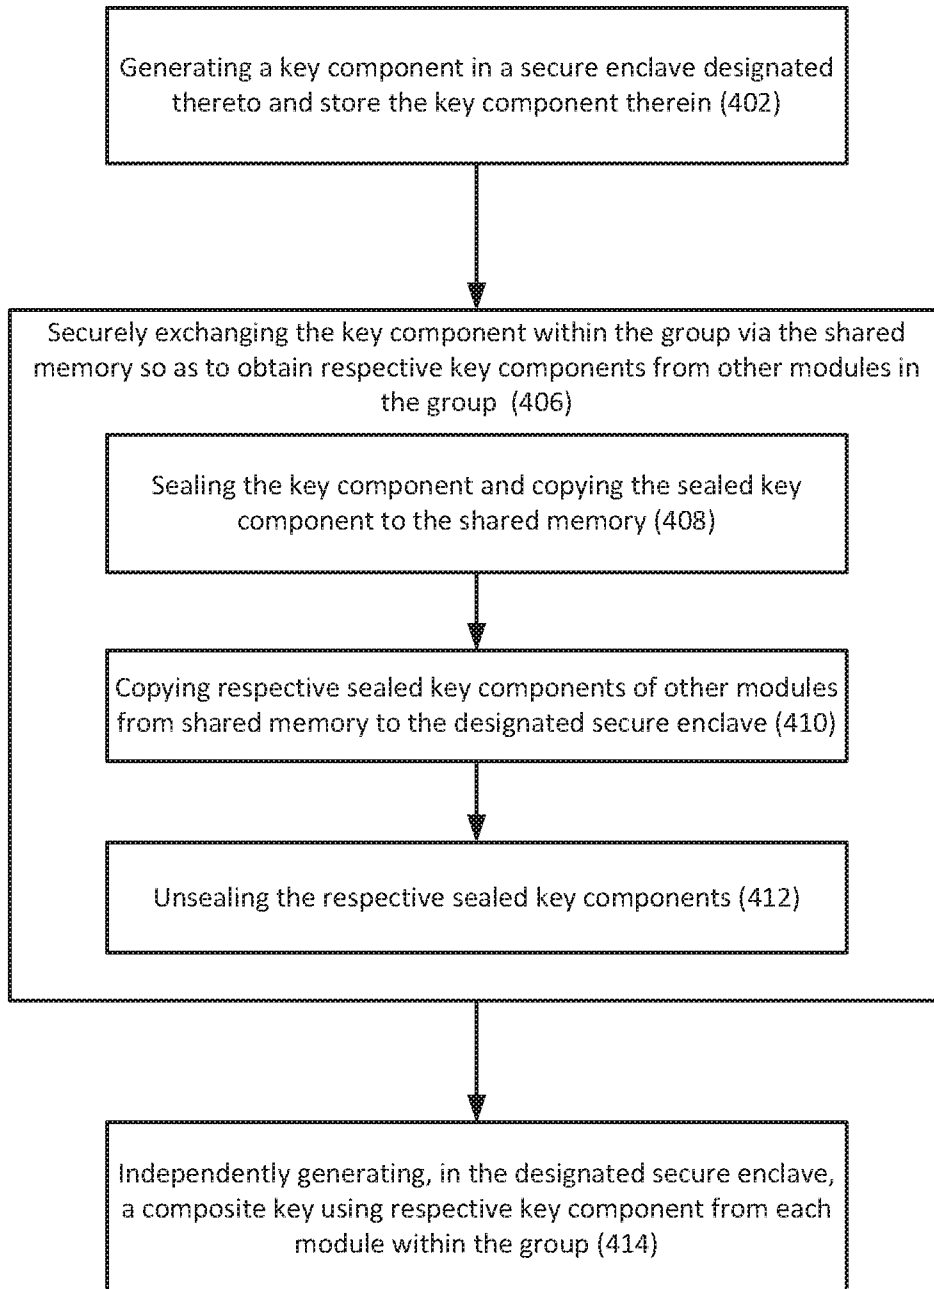 Generating a key component in a secure enclave designated
thereto and store the key component therein (402)
Securely exchanging the key component within the group via the shared
memory so as to obtain respective key components from other modules in
the group (406)
Sealing the key component and copying the sealed key
component to the shared memory (408)
Copying respective sealed key components of other modules
from shared memory to the designated secure enclave (410)
Unsealing the respective sealed key components (412)
Independently generating, in the designated secure enclave,
a composite key using respective key component from each
module within the group (414)